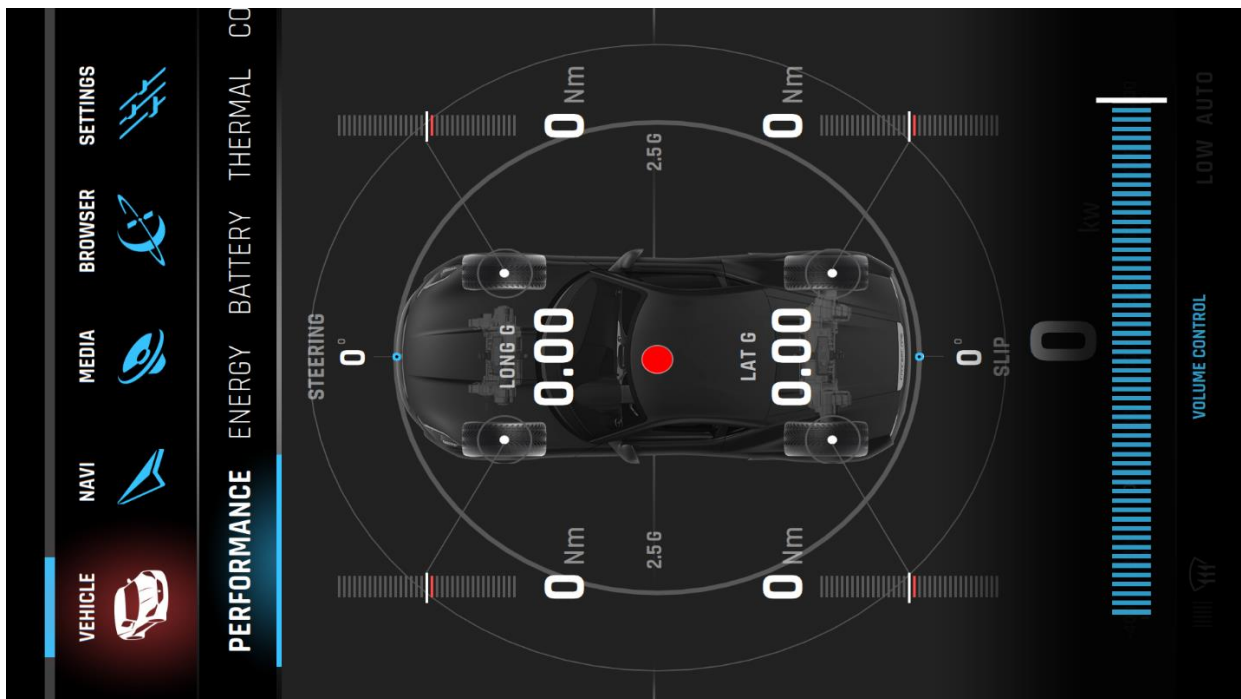 VEHICLE
NAVI
MEDIA
BROWSER
SETTINGS
PERFORMANCE
ENERGY
BATTERY
THERMAL
CO
STEERING
0°
0 Nm
0 Nm
LONG G
0.00
2.5 G
2.5 G
LAT G
0.00
0 Nm
0 Nm
0°
SLIP
0
kw
VOLUME CONTROL
LOW AUTO